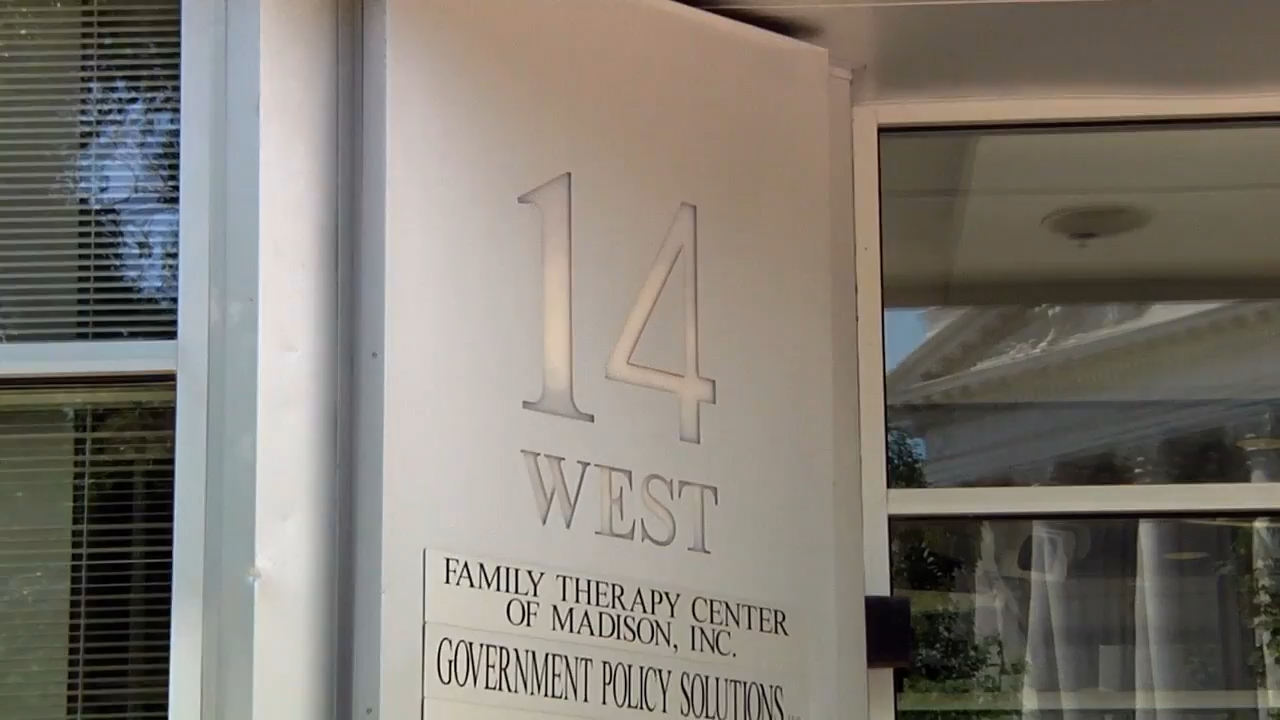 14
WEST
FAMILY THERAPY CENTER
OF MADISON, INC.
GOVERNMENT POLICY SOLUTIONS